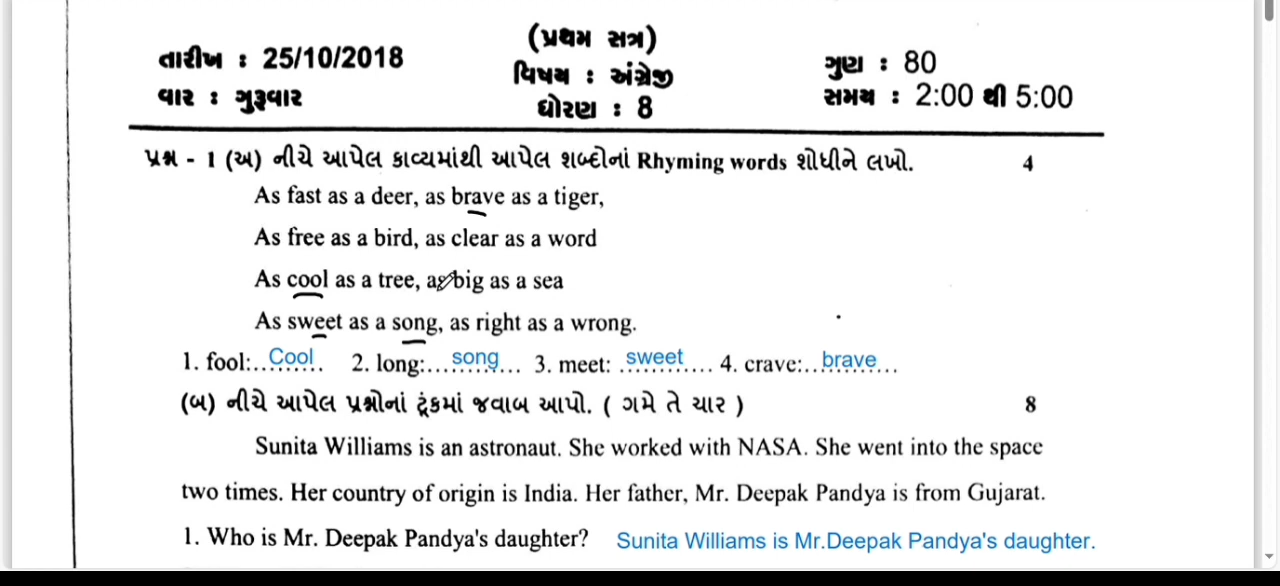 (પ્રથમ સત્ર)
તારીખ : 25/10/2018 વિષય : અંગ્રેજી ગુણ : 80
વાર : ગુરૂવાર ધોરણ : 8 સમય : 2:00 થી 5:00
પ્રશ્ન - 1 (અ) નીચે આપેલ કાવ્યમાંથી આપેલ શબ્દોનાં Rhyming words શોધીને લખો. 4
As fast as a deer, as brave as a tiger,
As free as a bird, as clear as a word
As cool as a tree, as big as a sea
As sweet as a song, as right as a wrong.
1. fool:..Cool.. 2. long:...song... 3. meet: .sweet.... 4. crave:..brave...
(બ) નીચે આપેલ પ્રશ્નોનાં ટૂંકમાં જવાબ આપો. ( ગમે તે ચાર ) 8
Sunita Williams is an astronaut. She worked with NASA. She went into the space
two times. Her country of origin is India. Her father, Mr. Deepak Pandya is from Gujarat.
1. Who is Mr. Deepak Pandya's daughter? Sunita Williams is Mr.Deepak Pandya's daughter.